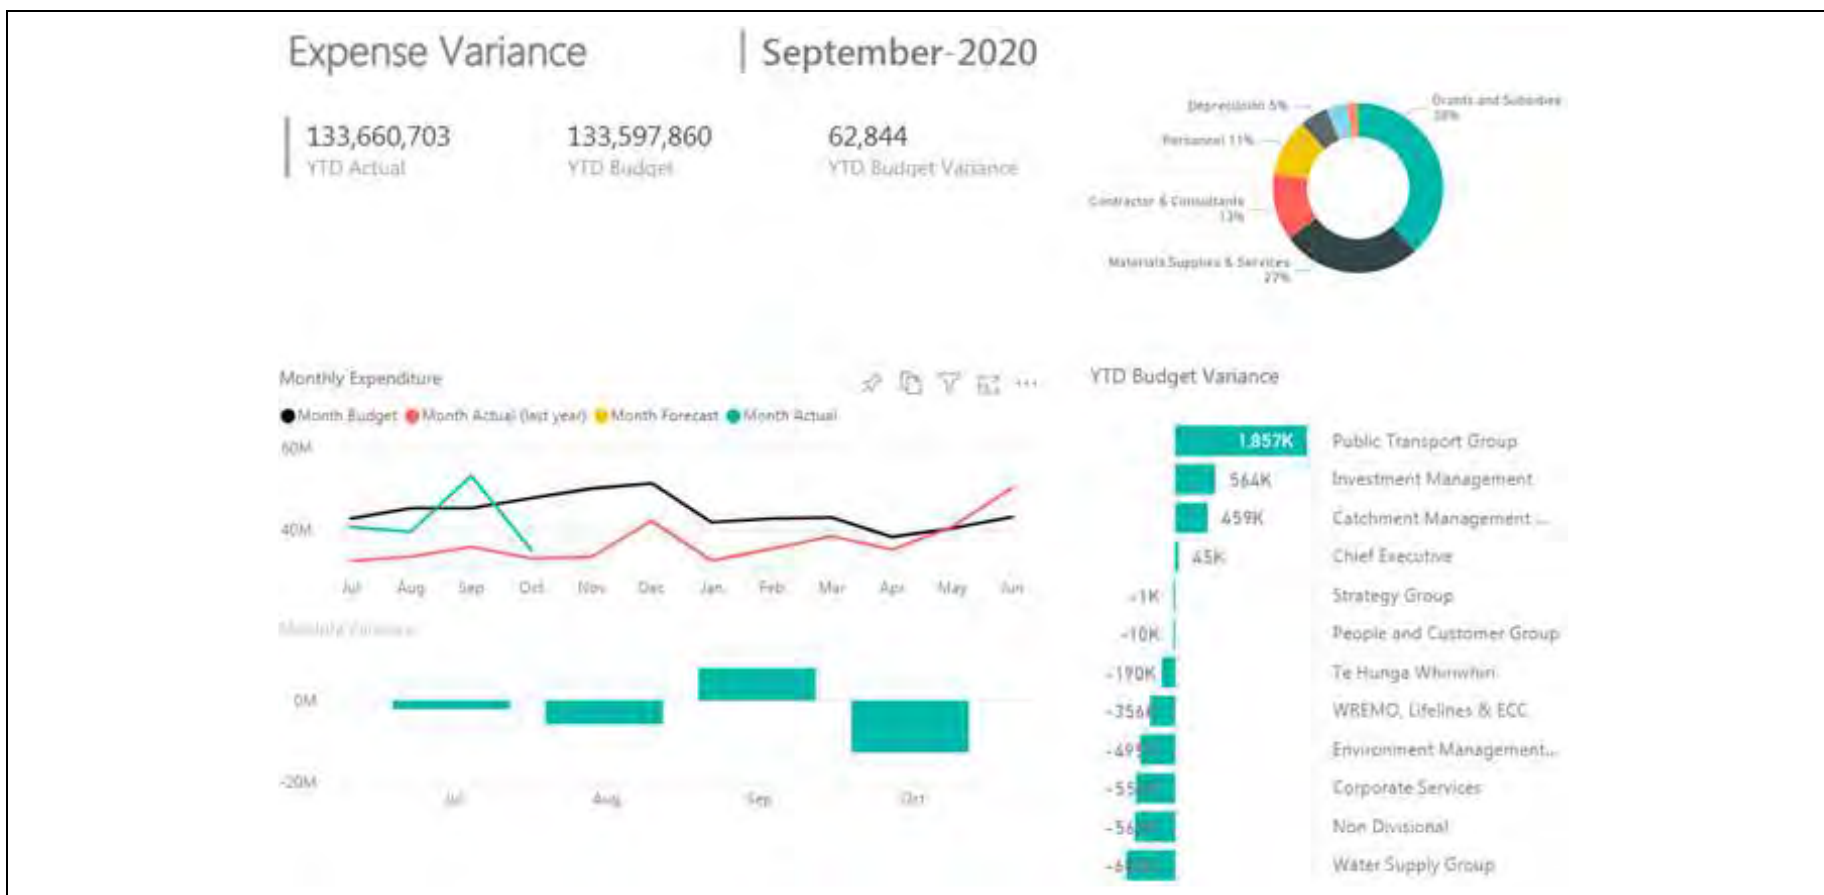 Expense Variance
September-2020
133,660,703
YTD Actual
133,597,860
YTD Budget
62,844
YTD Budget Variance
Depreciation 5%
Personnel 11%
Contractor & Consultants
13%
Materials Supplies & Services
27%
Grants and Subsidies
38%
Monthly Expenditure
Month Budget Month Actual (last year) Month Forecast Month Actual
60M
40M
Jul Aug Sep Oct Nov Dec Jan Feb Mar Apr May Jun
Monthly Variance
0M
-20M
Jul Aug Sep Oct
YTD Budget Variance
1,857K Public Transport Group
564K Investment Management
459K Catchment Management ...
45K Chief Executive
-1K Strategy Group
-10K People and Customer Group
-190K Te Hunga Whiriwhiri
WREMO, Lifelines & ECC
Environment Management...
Corporate Services
Non Divisional
Water Supply Group